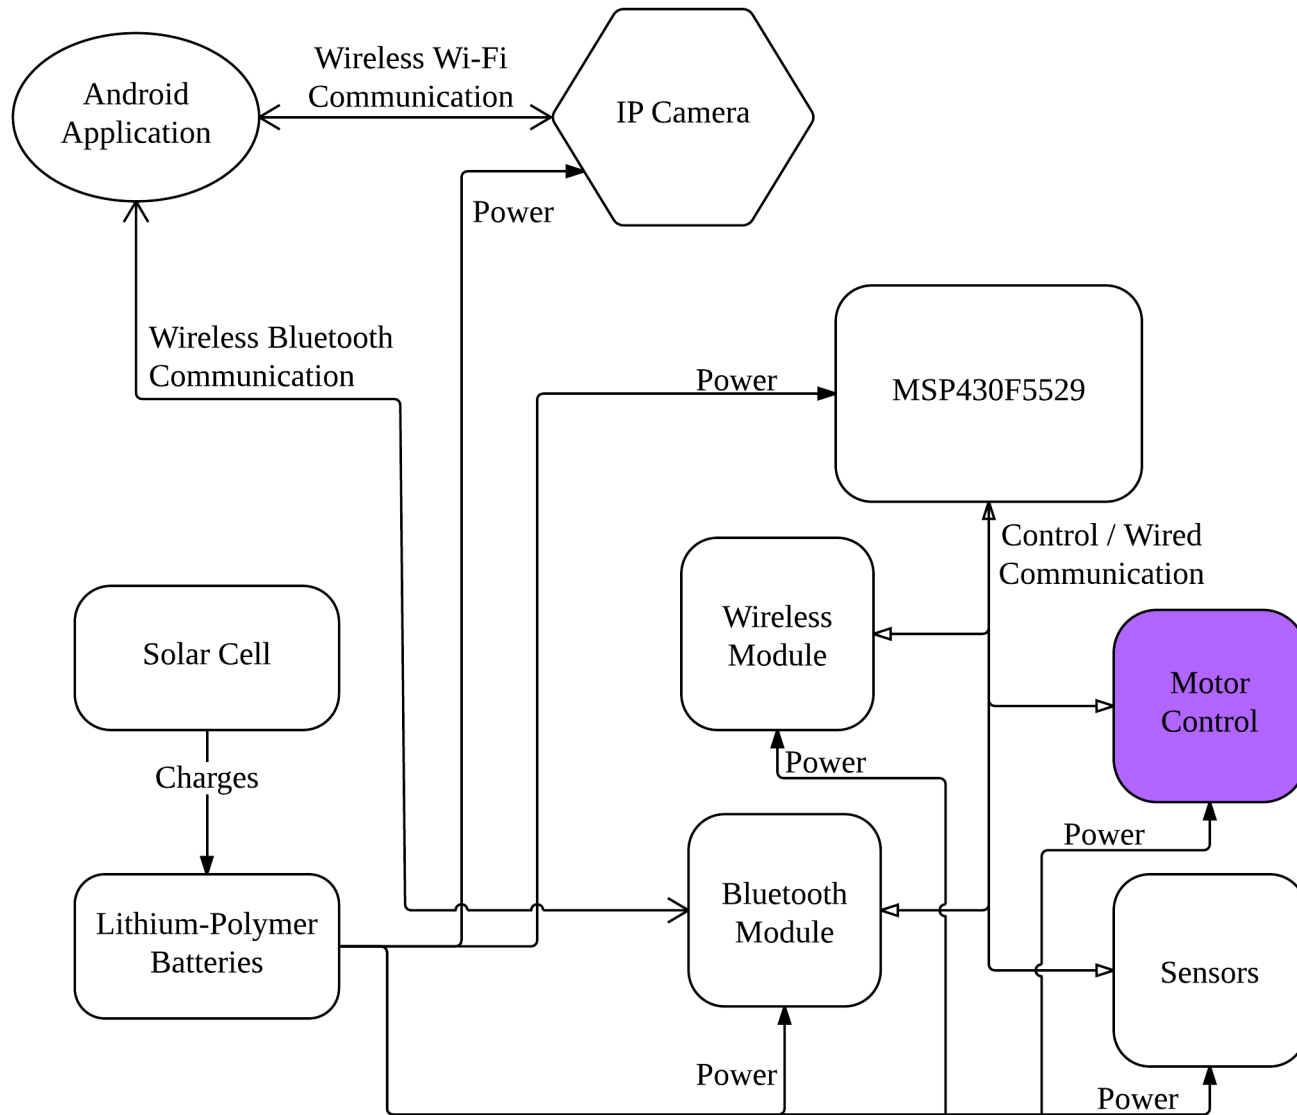 Android
Application
Wireless Wi-Fi
Communication
IP Camera
Power
Wireless Bluetooth
Communication
Power
MSP430F5529
Control / Wired
Communication
Wireless
Module
Solar Cell
Motor
Control
Charges
Power
Power
Bluetooth
Module
Lithium-Polymer
Batteries
Sensors
Power
Power